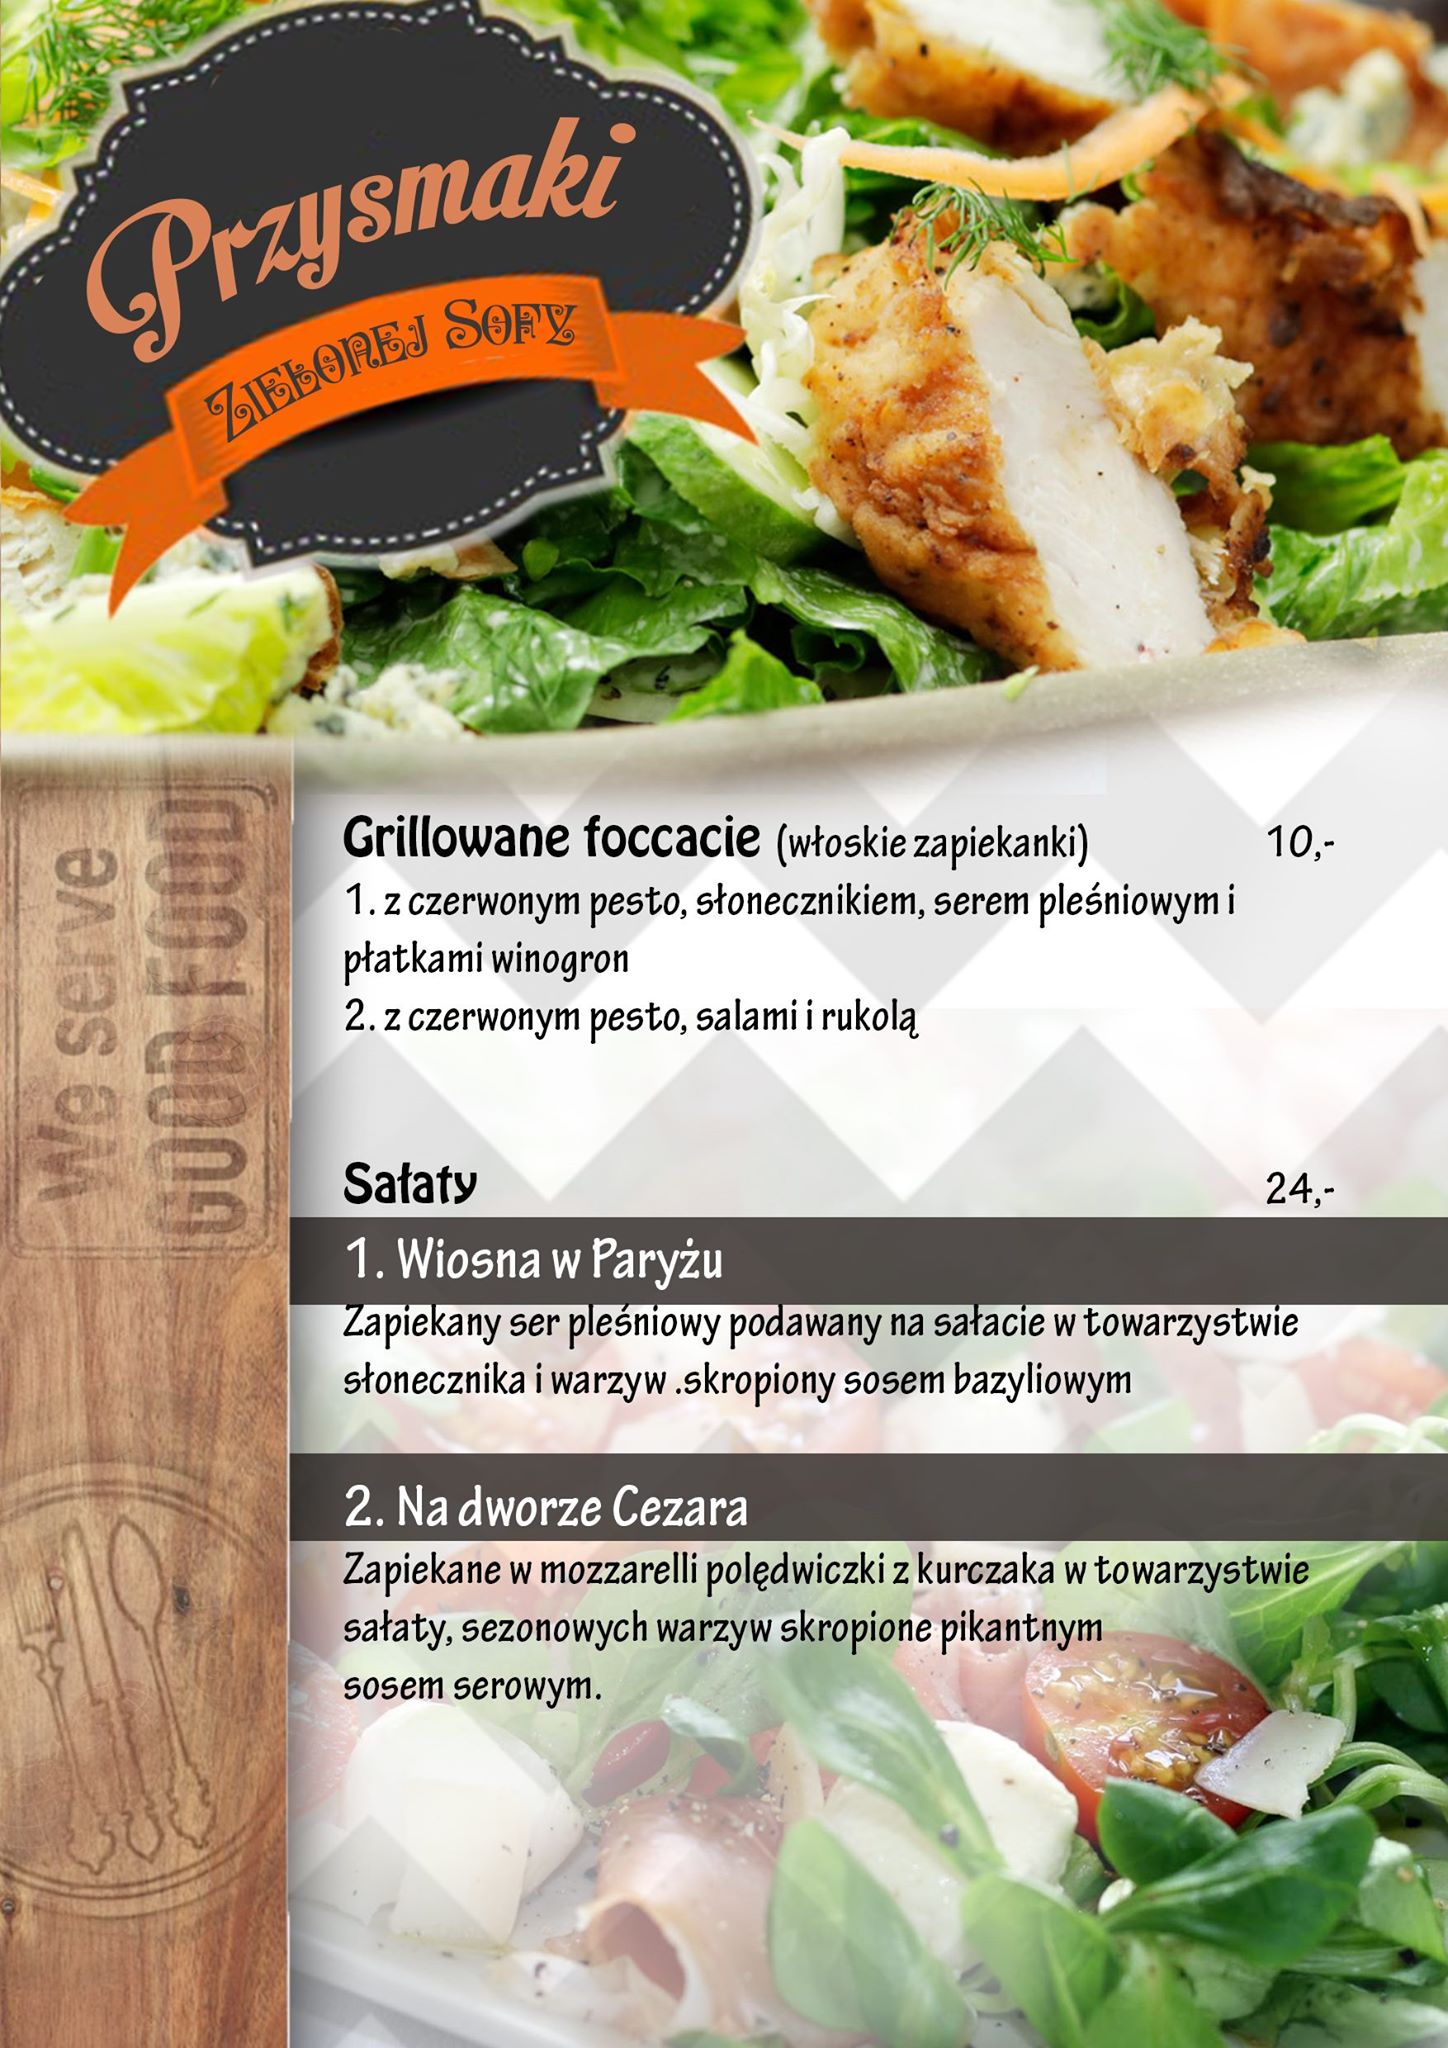 Przysmaki
Zielonej Sofy
We serve
GOOD FOOD
Grillowane foccacie (włoskie zapiekanki) 10,-
1. z czerwonym pesto, słonecznikiem, serem pleśniowym i
płatkami winogron
2. z czerwonym pesto, salami i rukolą
Sałaty 24,-
1. Wiosna w Paryżu
Zapiekany ser pleśniowy podawany na sałacie w towarzystwie
słonecznika i warzyw .skropiony sosem bazyliowym
2. Na dworze Cezara
Zapiekane w mozzarelli polędwiczki z kurczaka w towarzystwie
sałaty, sezonowych warzyw skropione pikantnym
sosem serowym.